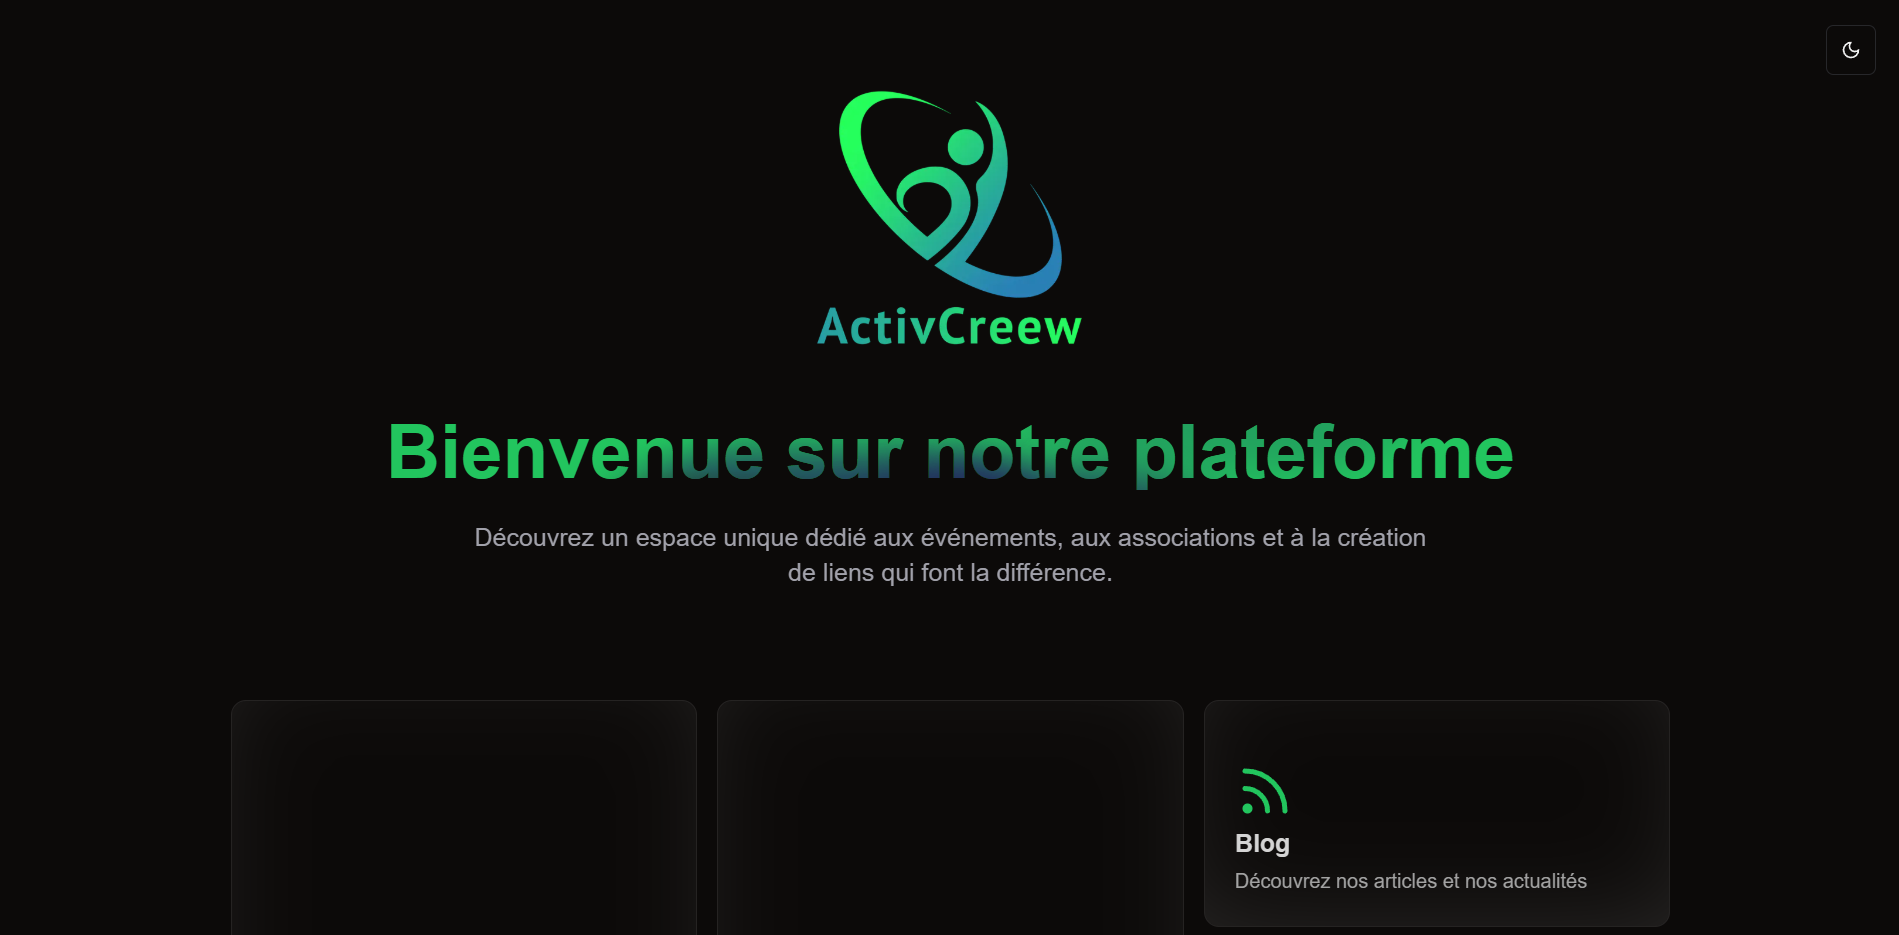 ActivCreew
Bienvenue sur notre plateforme
Découvrez un espace unique dédié aux événements, aux associations et à la création
de liens qui font la différence.
Blog
Découvrez nos articles et nos actualités